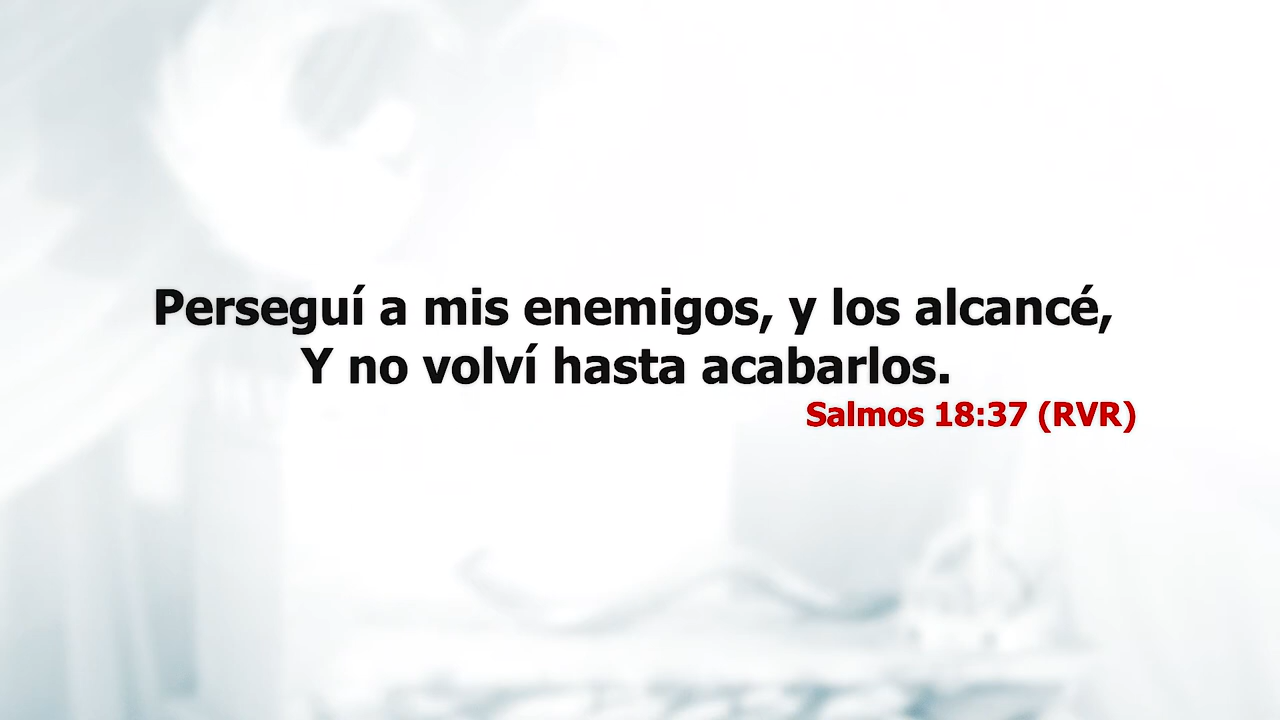 Perseguí a mis enemigos, y los alcancé,
Y no volví hasta acabarlos.
Salmos 18:37 (RVR)